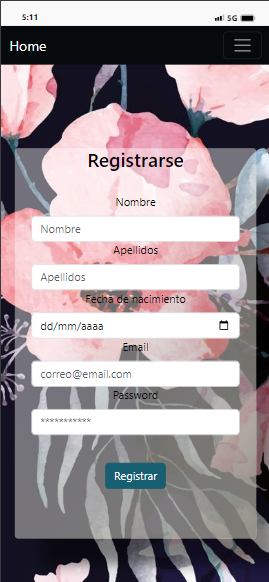 5:11
5G
Home
Registrarse
Nombre
Nombre
Apellidos
Apellidos
Fecha de nacimiento
dd/mm/aaaa
Email
correo@email.com
Password
***********
Registrar